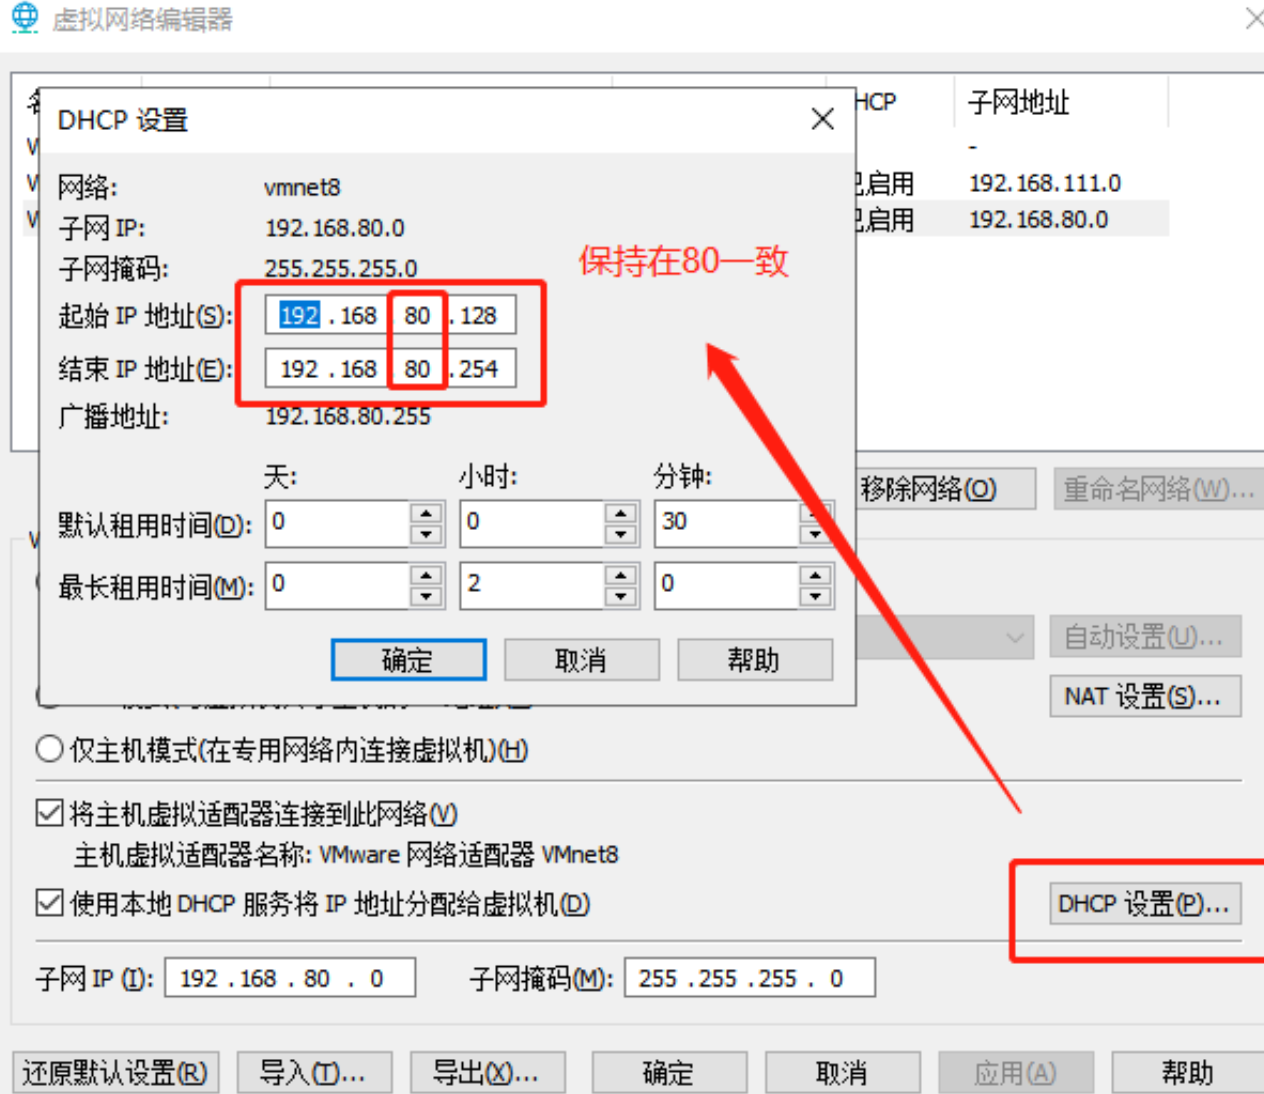 虚拟网络编辑器
HCP 子网地址
-
已启用 192.168.111.0
已启用 192.168.80.0
DHCP 设置
网络: vmnet8
子网 IP: 192.168.80.0
子网掩码: 255.255.255.0
起始 IP 地址(S): 192 .168 . 80 .128
结束 IP 地址(E): 192 .168 . 80 .254
广播地址: 192.168.80.255
保持在80一致
天: 小时: 分钟:
默认租用时间(D): 0 0 30
最长租用时间(M): 0 2 0
确定 取消 帮助
移除网络(O) 重命名网络(W)...
自动设置(U)...
NAT 设置(S)...
仅主机模式(在专用网络内连接虚拟机)(H)
将主机虚拟适配器连接到此网络(V)
主机虚拟适配器名称: VMware 网络适配器 VMnet8
使用本地 DHCP 服务将 IP 地址分配给虚拟机(D) DHCP 设置(P)...
子网 IP (I): 192 .168 . 80 . 0 子网掩码(M): 255 .255 .255 . 0
还原默认设置(R) 导入(T)... 导出(X)... 确定 取消 应用(A) 帮助